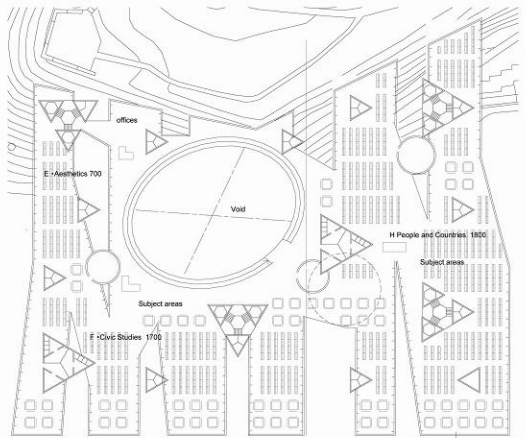 offices
E •Aesthetics 700
Void
H People and Countries 1800
Subject areas
Subject areas
F •Civic Studies 1700